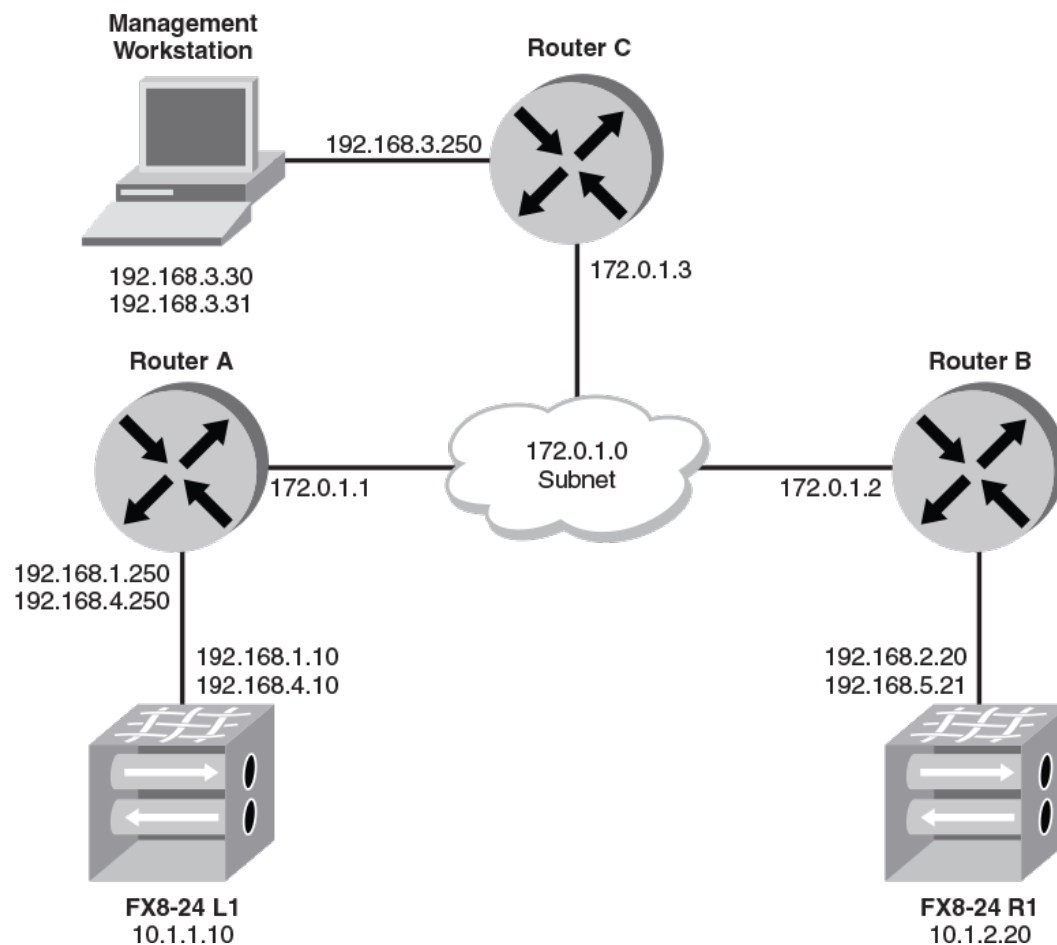 Management
Workstation
Router C
192.168.3.250
192.168.3.30
192.168.3.31
172.0.1.3
Router A
Router B
172.0.1.0
Subnet
172.0.1.1
172.0.1.2
192.168.1.250
192.168.4.250
192.168.1.10
192.168.4.10
192.168.2.20
192.168.5.21
FX8-24 L1
10.1.1.10
FX8-24 R1
10.1.2.20